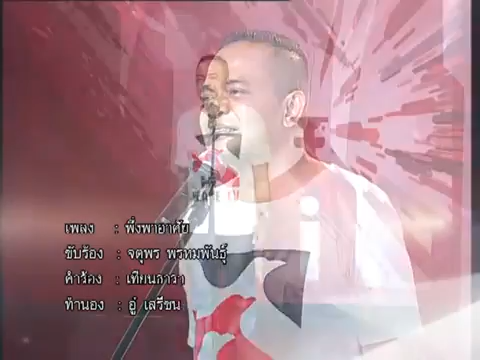 เพลง : พึ่งพาอาศัย
ขับร้อง : จตุพร พรหมพันธุ์
คำร้อง : เทียนภารา
ทำนอง : อู๋ เสรีชน